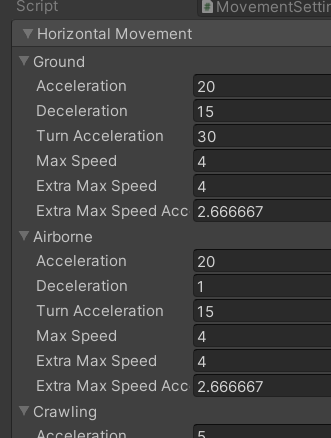 Script
# MovementSettin
Horizontal Movement
Ground
Acceleration 20
Deceleration 15
Turn Acceleration 30
Max Speed 4
Extra Max Speed 4
Extra Max Speed Acc 2.666667
Airborne
Acceleration 20
Deceleration 1
Turn Acceleration 15
Max Speed 4
Extra Max Speed 4
Extra Max Speed Acc 2.666667
Crawling
Acceleration 5